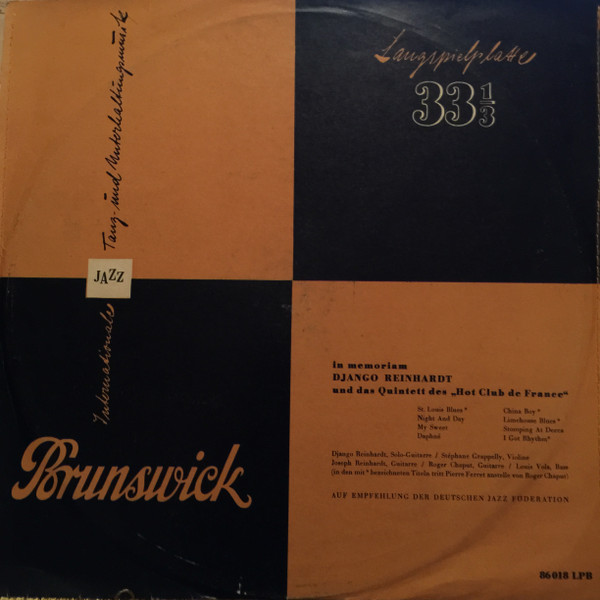 Langspielplatte
33 1/3
Internationale JAZZ Tanz- und Unterhaltungsmusik
Brunswick
in memoriam
DJANGO REINHARDT
und das Quintett des „Hot Club de France“
St. Louis Blues* China Boy*
Night And Day Limehouse Blues*
My Sweet Stomping At Decca
Daphné I Got Rhythm*
Django Reinhardt, Solo-Guitarre / Stéphane Grappelly, Violine
Joseph Reinhardt, Guitarre / Roger Chaput, Guitarre / Louis Vola, Bass
(in den mit * bezeichneten Titeln tritt Pierre Ferret anstelle von Roger Chaput)
AUF EMPFEHLUNG DER DEUTSCHEN JAZZ FÖDERATION
86018 LPB